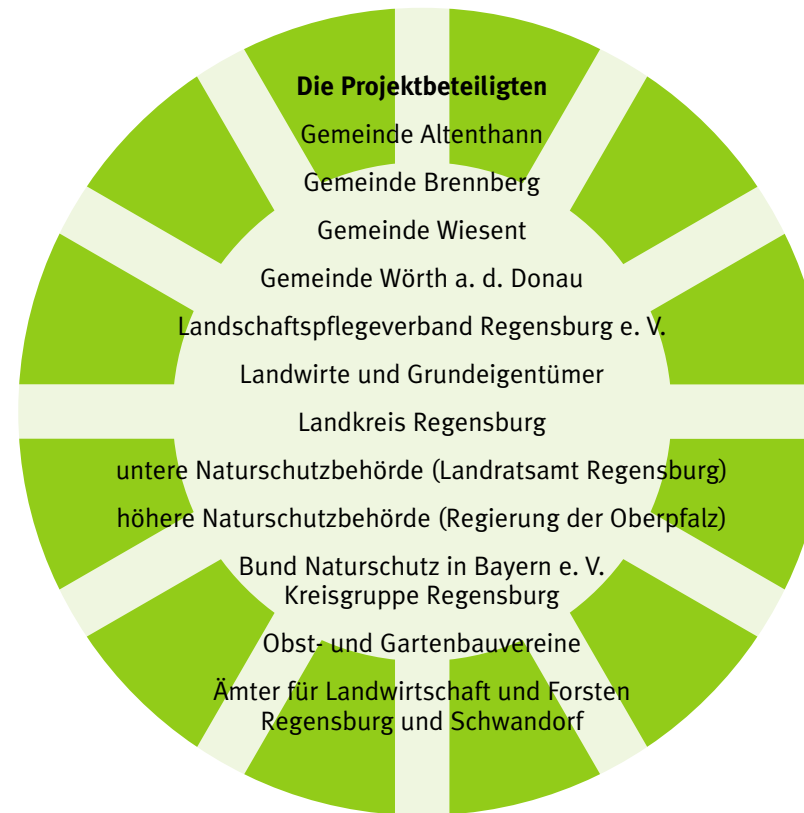 Die Projektbeteiligten
Gemeinde Altenthann
Gemeinde Brennberg
Gemeinde Wiesent
Gemeinde Wörth a. d. Donau
Landschaftspflegeverband Regensburg e. V.
Landwirte und Grundeigentümer
Landkreis Regensburg
untere Naturschutzbehörde (Landratsamt Regensburg)
höhere Naturschutzbehörde (Regierung der Oberpfalz)
Bund Naturschutz in Bayern e. V.
Kreisgruppe Regensburg
Obst- und Gartenbauvereine
Ämter für Landwirtschaft und Forsten
Regensburg und Schwandorf